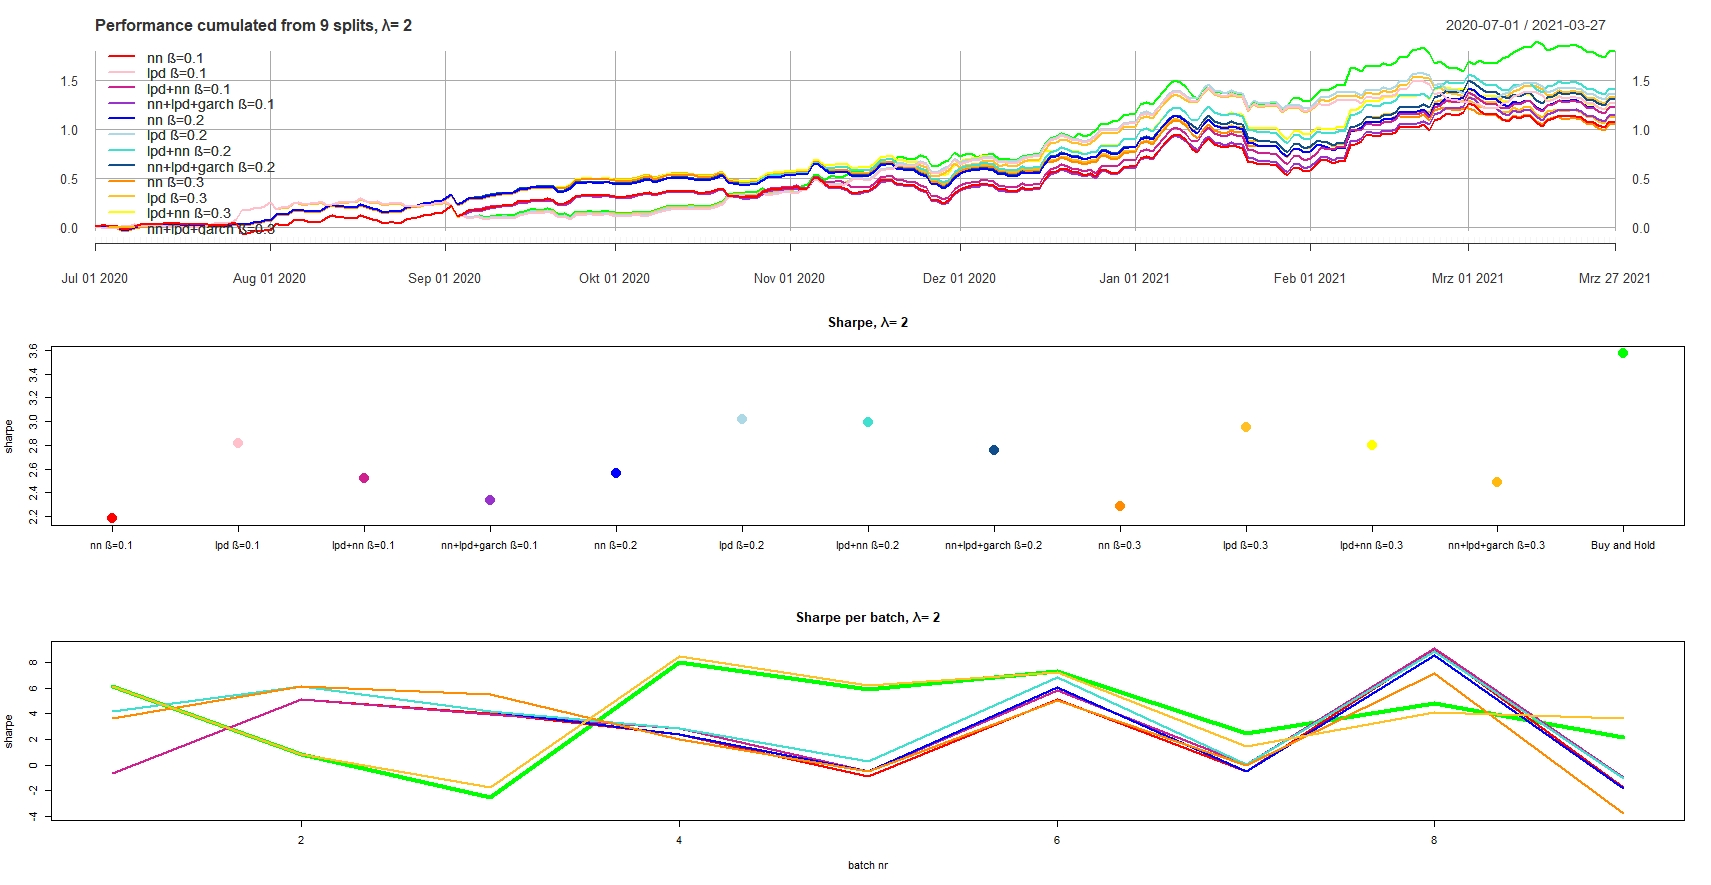 Performance cumulated from 9 splits, λ= 2
2020-07-01 / 2021-03-27
nn ß=0.1
lpd ß=0.1
lpd+nn ß=0.1
nn+lpd+garch ß=0.1
nn ß=0.2
lpd ß=0.2
lpd+nn ß=0.2
nn+lpd+garch ß=0.2
nn ß=0.3
lpd ß=0.3
lpd+nn ß=0.3
nn+lpd+garch ß=0.3
1.5 1.5
1.0 1.0
0.5 0.5
0.0 0.0
Jul 01 2020 Aug 01 2020 Sep 01 2020 Okt 01 2020 Nov 01 2020 Dez 01 2020 Jan 01 2021 Feb 01 2021 Mrz 01 2021 Mrz 27 2021
Sharpe, λ= 2
sharpe
3.6
3.4
3.2
3.0
2.8
2.6
2.4
2.2
nn ß=0.1 lpd ß=0.1 lpd+nn ß=0.1 nn+lpd+garch ß=0.1 nn ß=0.2 lpd ß=0.2 lpd+nn ß=0.2 nn+lpd+garch ß=0.2 nn ß=0.3 lpd ß=0.3 lpd+nn ß=0.3 nn+lpd+garch ß=0.3 Buy and Hold
Sharpe per batch, λ= 2
sharpe
8
6
4
2
0
-2
-4
2 4 6 8
batch nr